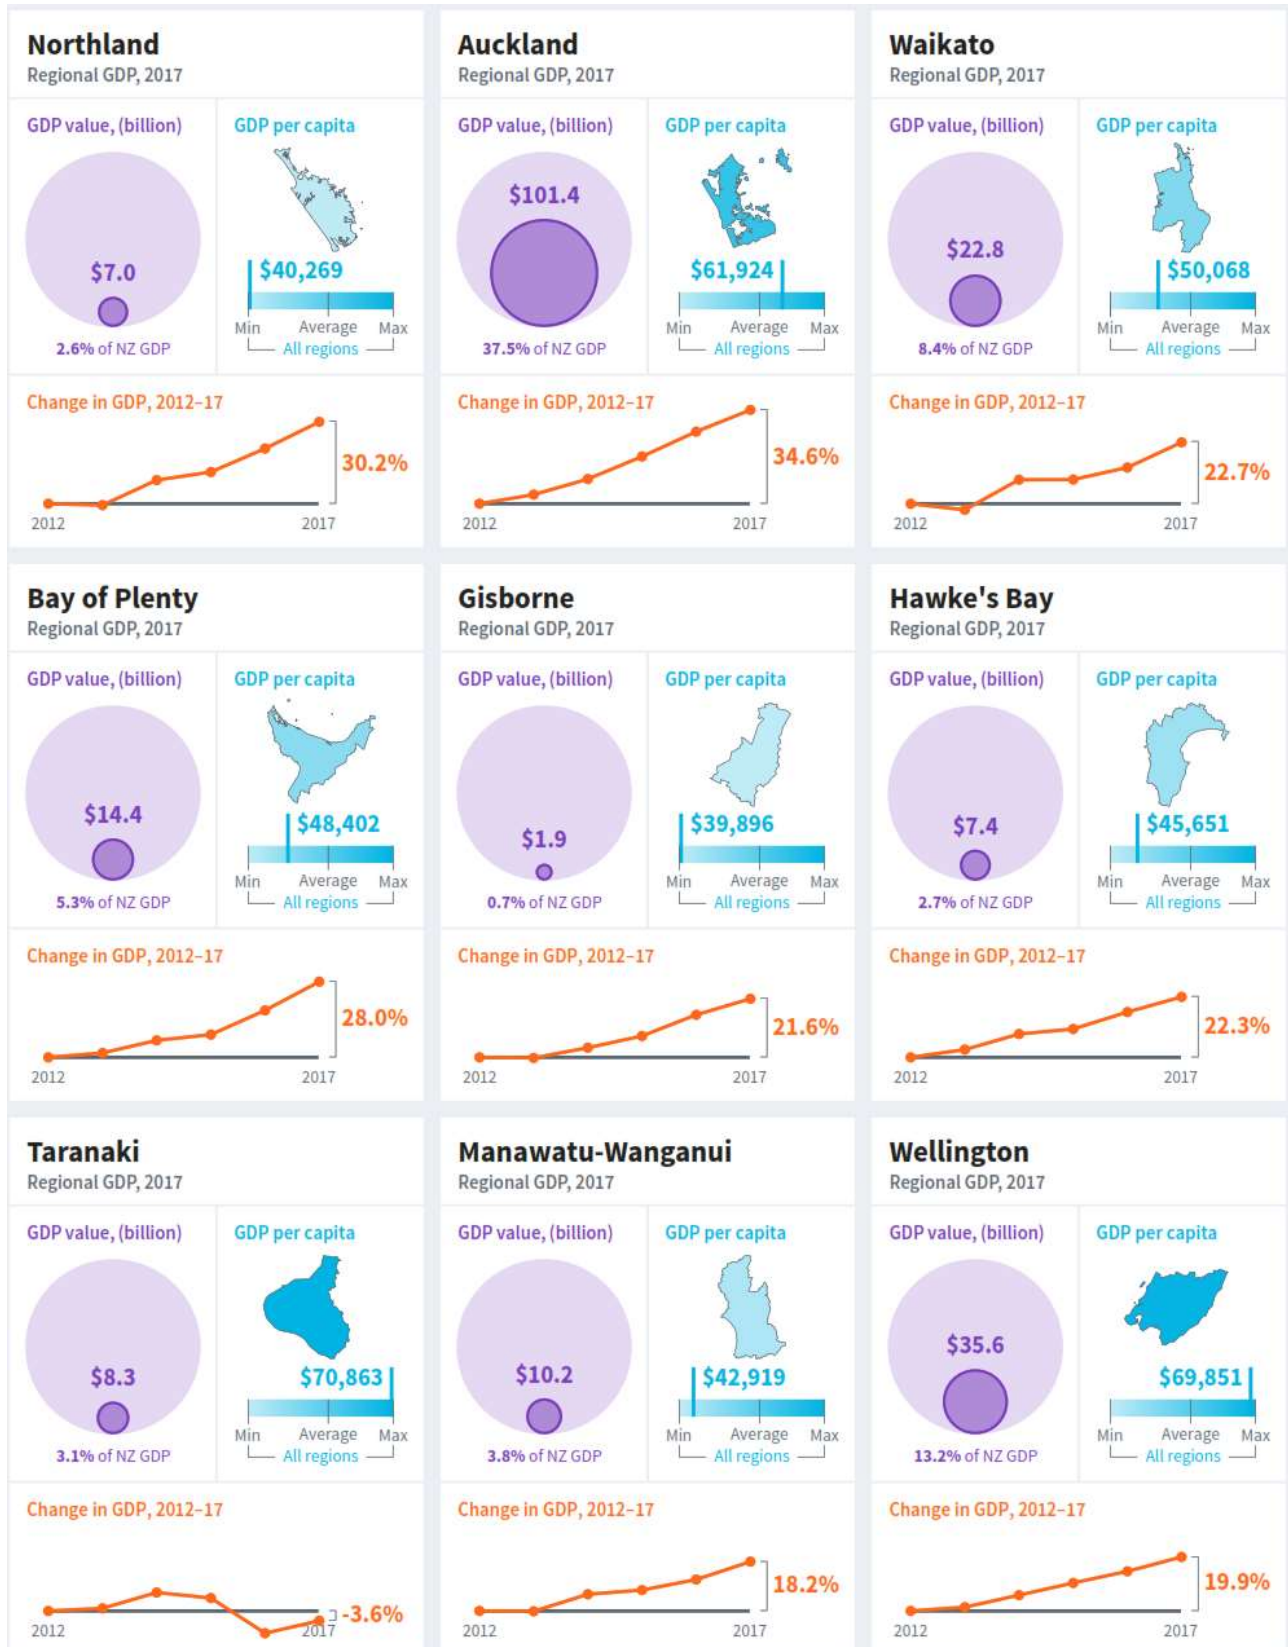 Northland
Regional GDP, 2017
GDP value, (billion)
$7.0
2.6% of NZ GDP
GDP per capita
$40,269
Min Average Max
All regions
Change in GDP, 2012–17
30.2%
2012 2017
Auckland
Regional GDP, 2017
GDP value, (billion)
$101.4
37.5% of NZ GDP
GDP per capita
$61,924
Min Average Max
All regions
Change in GDP, 2012–17
34.6%
2012 2017
Waikato
Regional GDP, 2017
GDP value, (billion)
$22.8
8.4% of NZ GDP
GDP per capita
$50,068
Min Average Max
All regions
Change in GDP, 2012–17
22.7%
2012 2017
Bay of Plenty
Regional GDP, 2017
GDP value, (billion)
$14.4
5.3% of NZ GDP
GDP per capita
$48,402
Min Average Max
All regions
Change in GDP, 2012–17
28.0%
2012 2017
Gisborne
Regional GDP, 2017
GDP value, (billion)
$1.9
0.7% of NZ GDP
GDP per capita
$39,896
Min Average Max
All regions
Change in GDP, 2012–17
21.6%
2012 2017
Hawke's Bay
Regional GDP, 2017
GDP value, (billion)
$7.4
2.7% of NZ GDP
GDP per capita
$45,651
Min Average Max
All regions
Change in GDP, 2012–17
22.3%
2012 2017
Taranaki
Regional GDP, 2017
GDP value, (billion)
$8.3
3.1% of NZ GDP
GDP per capita
$70,863
Min Average Max
All regions
Change in GDP, 2012–17
-3.6%
2012 2017
Manawatu-Wanganui
Regional GDP, 2017
GDP value, (billion)
$10.2
3.8% of NZ GDP
GDP per capita
$42,919
Min Average Max
All regions
Change in GDP, 2012–17
18.2%
2012 2017
Wellington
Regional GDP, 2017
GDP value, (billion)
$35.6
13.2% of NZ GDP
GDP per capita
$69,851
Min Average Max
All regions
Change in GDP, 2012–17
19.9%
2012 2017